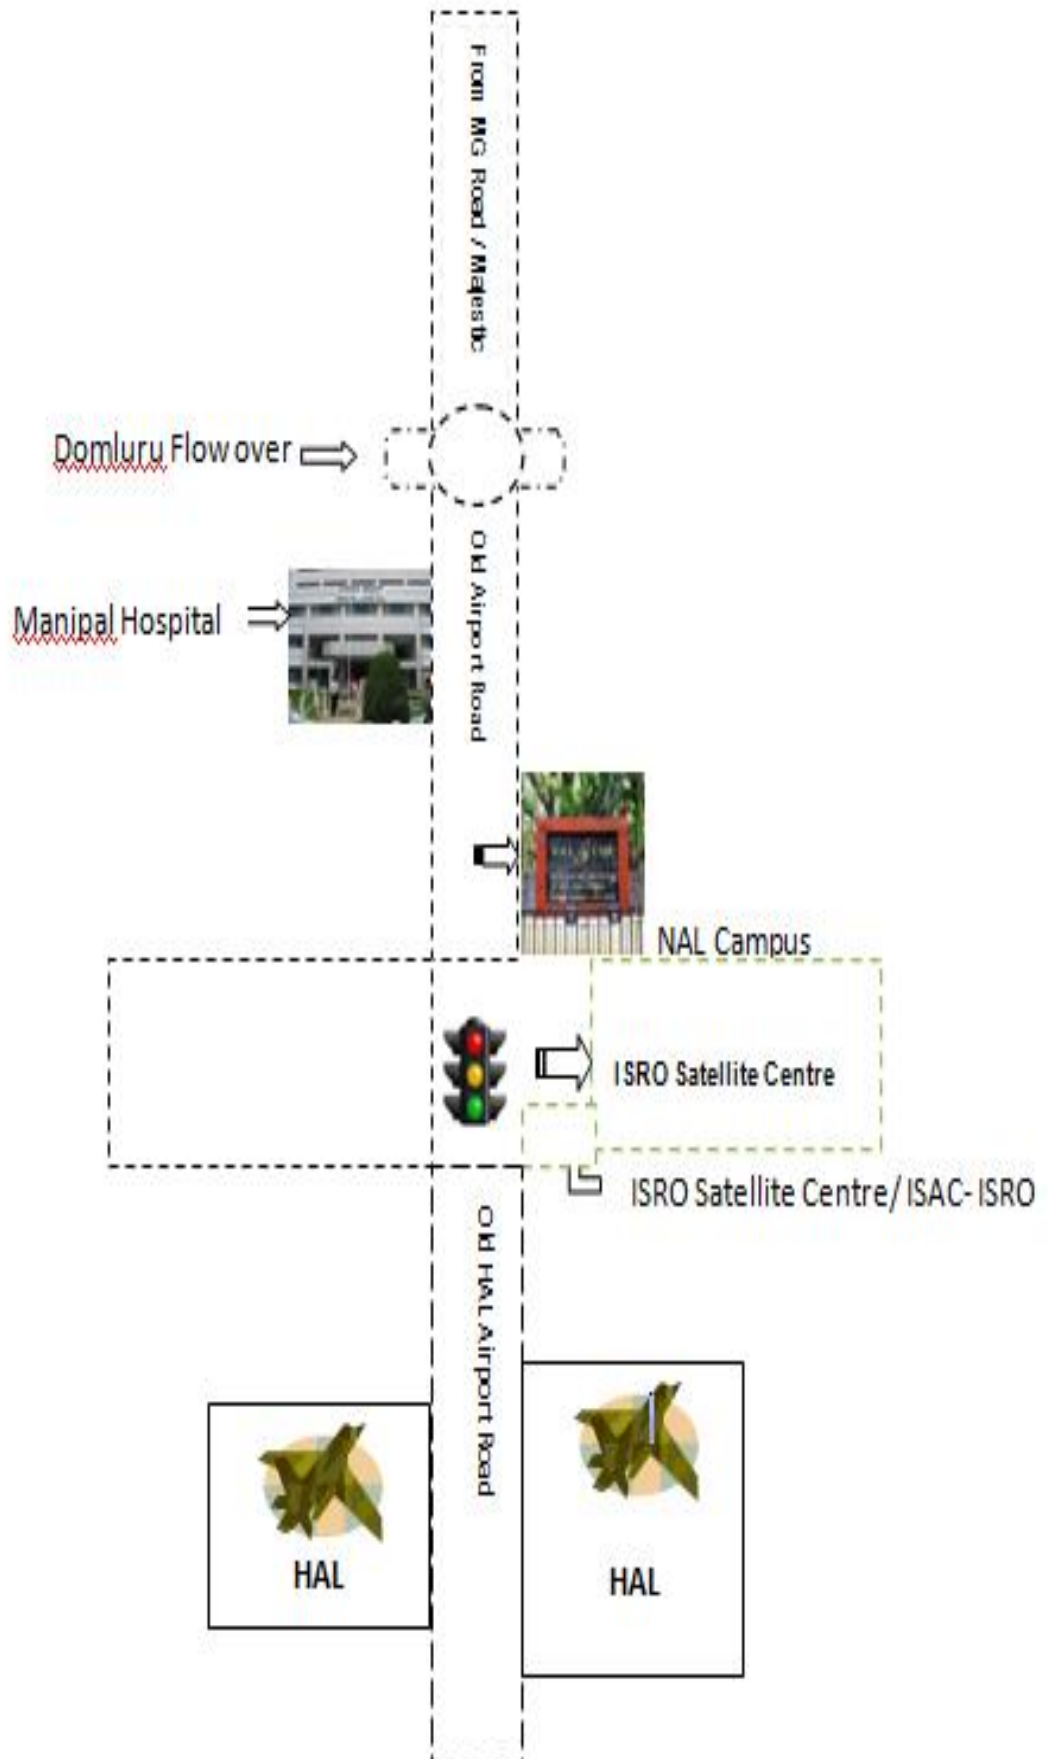 From MG Road / Majestic
Domluru Flow over
Old Airport Road
Manipal Hospital
NAL Campus
ISRO Satellite Centre
ISRO Satellite Centre/ ISAC- ISRO
Old HAL Airport Road
HAL
HAL